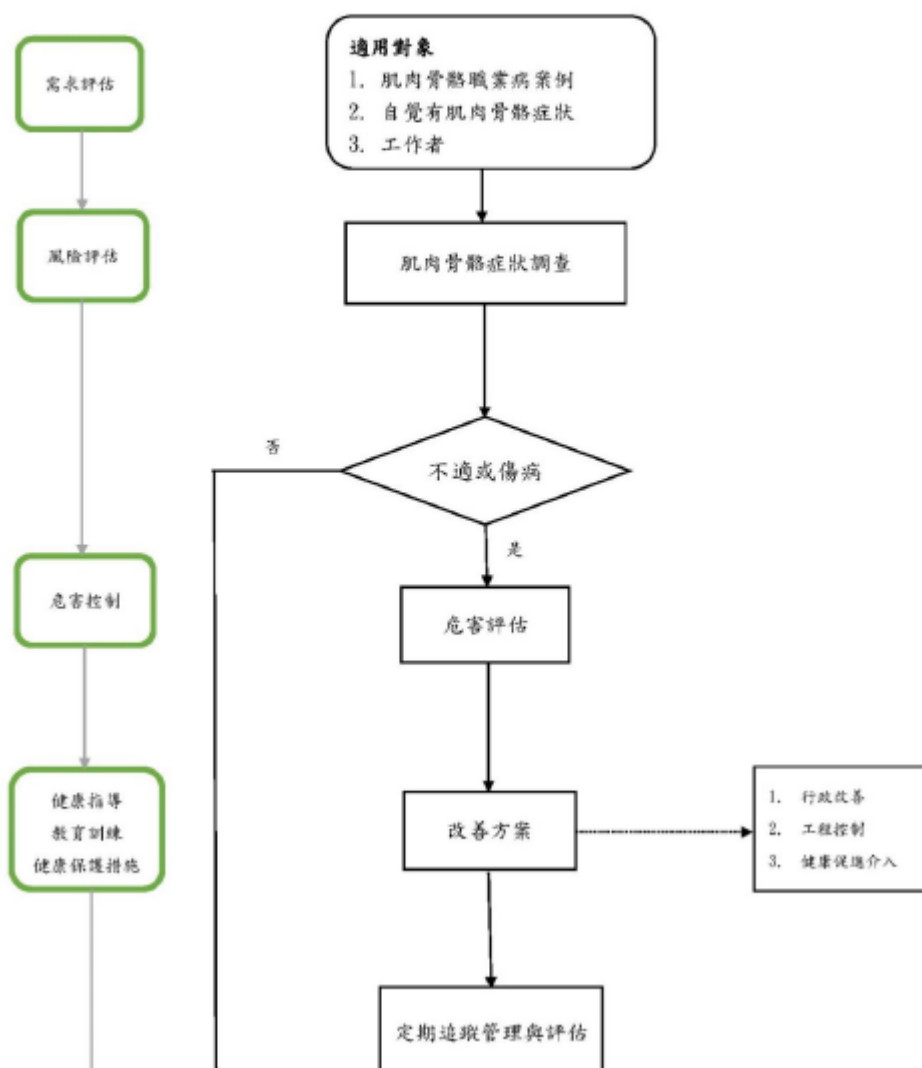 需求評估
風險評估
危害控制
健康指導
教育訓練
健康保護措施
適用對象
1. 肌肉骨骼職業病案例
2. 自覺有肌肉骨骼症狀
3. 工作者
肌肉骨骼症狀調查
不適或傷病
否
是
危害評估
改善方案
1. 行政改善
2. 工程控制
3. 健康促進介入
定期追蹤管理與評估